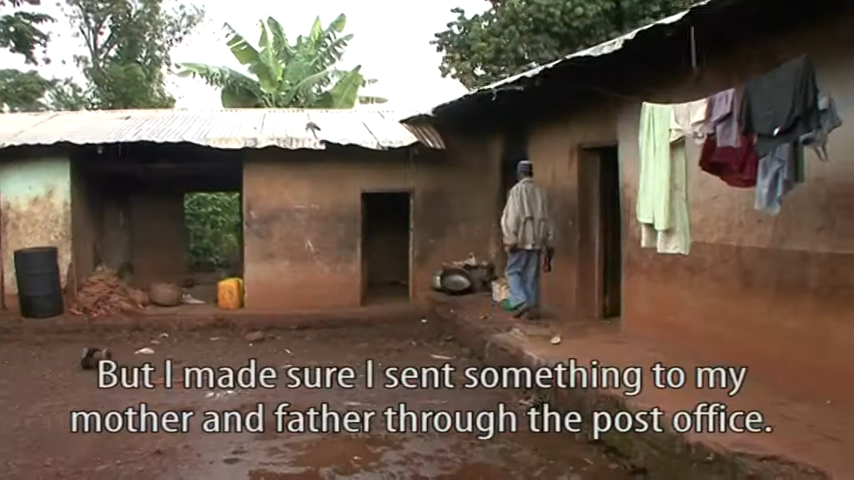 But I made sure I sent something to my
mother and father through the post office.